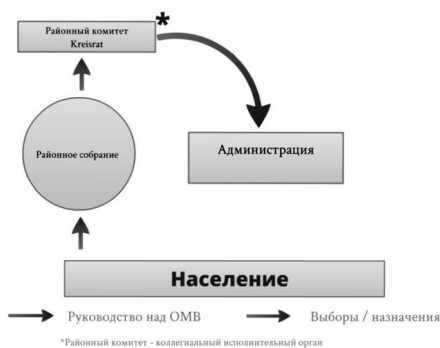 Районный комитет
Kreisrat
*
Районное собрание
Администрация
Население
Руководство над ОМВ
Выборы / назначения
*Районный комитет - коллегиальный исполнительный орган